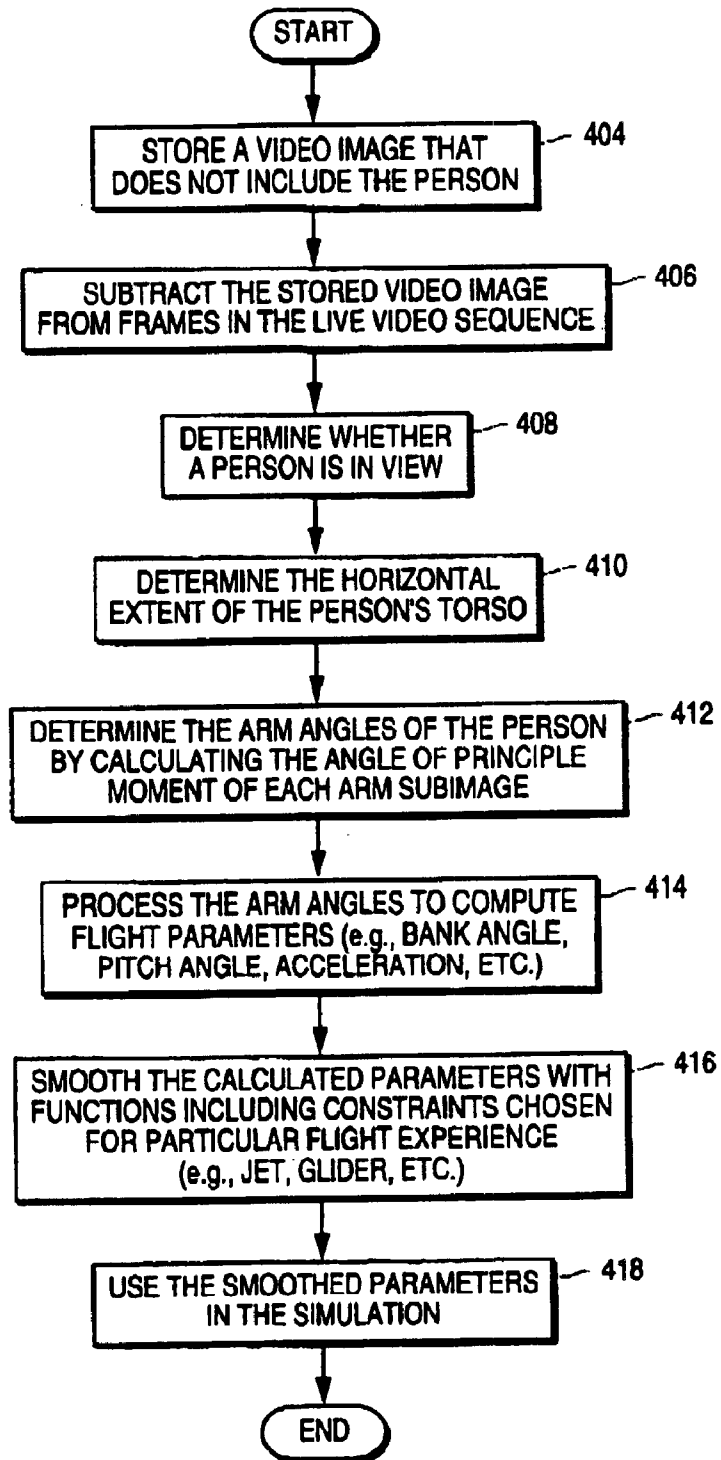 START
STORE A VIDEO IMAGE THAT
DOES NOT INCLUDE THE PERSON
404
SUBTRACT THE STORED VIDEO IMAGE
FROM FRAMES IN THE LIVE VIDEO SEQUENCE
406
DETERMINE WHETHER
A PERSON IS IN VIEW
408
DETERMINE THE HORIZONTAL
EXTENT OF THE PERSON'S TORSO
410
DETERMINE THE ARM ANGLES OF THE PERSON
BY CALCULATING THE ANGLE OF PRINCIPLE
MOMENT OF EACH ARM SUBIMAGE
412
PROCESS THE ARM ANGLES TO COMPUTE
FLIGHT PARAMETERS (e.g., BANK ANGLE,
PITCH ANGLE, ACCELERATION, ETC.)
414
SMOOTH THE CALCULATED PARAMETERS WITH
FUNCTIONS INCLUDING CONSTRAINTS CHOSEN
FOR PARTICULAR FLIGHT EXPERIENCE
(e.g., JET, GLIDER, ETC.)
416
USE THE SMOOTHED PARAMETERS
IN THE SIMULATION
418
END